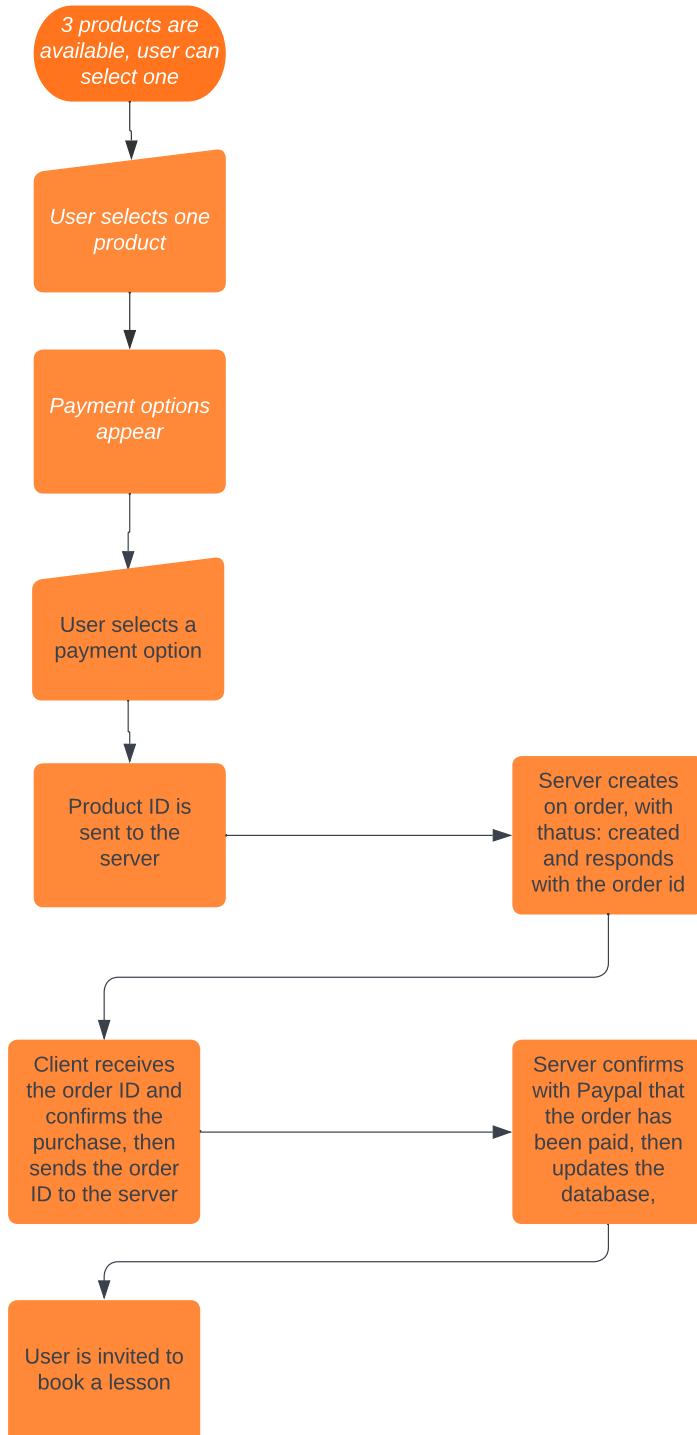 3 products are
available, user can
select one
User selects one
product
Payment options
appear
User selects a
payment option
Product ID is
sent to the
server
Server creates
on order, with
thatus: created
and responds
with the order id
Client receives
the order ID and
confirms the
purchase, then
sends the order
ID to the server
Server confirms
with Paypal that
the order has
been paid, then
updates the
database,
User is invited to
book a lesson